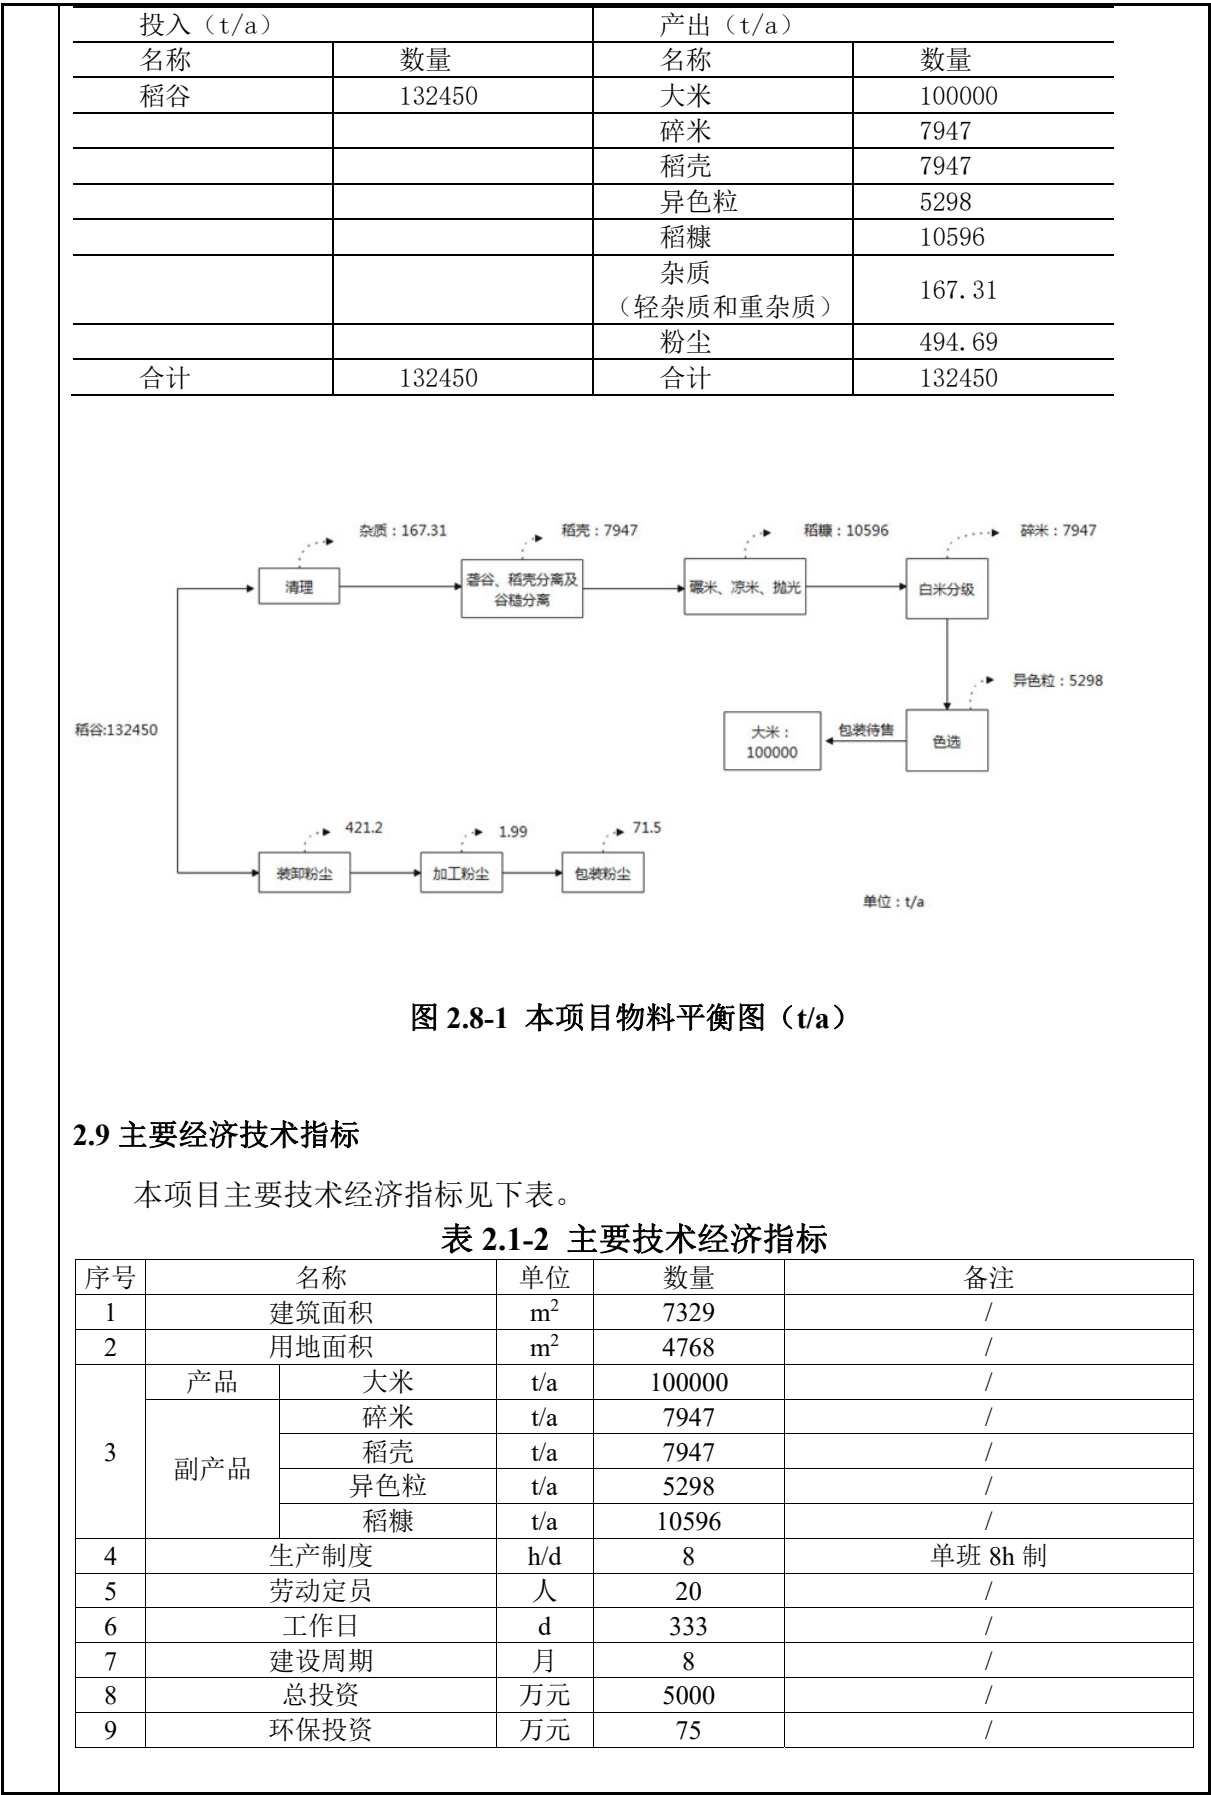 投入（t/a） 产出（t/a）
名称 数量 名称 数量
稻谷 132450 大米 100000
碎米 7947
稻壳 7947
异色粒 5298
稻糠 10596
杂质
（轻杂质和重杂质） 167.31
粉尘 494.69
合计 132450 合计 132450
杂质：167.31 稻壳：7947 稻糠：10596 碎米：7947
清理 砻谷、稻壳分离及
谷糙分离 碾米、凉米、抛光 白米分级
异色粒：5298
稻谷:132450 大米：
100000 包装待售 色选
421.2 1.99 71.5
装卸粉尘 加工粉尘 包装粉尘
单位：t/a
图 2.8-1 本项目物料平衡图（t/a）
2.9 主要经济技术指标
本项目主要技术经济指标见下表。
表 2.1-2 主要技术经济指标
序号 名称 单位 数量 备注
1 建筑面积 m² 7329 /
2 用地面积 m² 4768 /
3 产品 大米 t/a 100000 /
副产品 碎米 t/a 7947 /
稻壳 t/a 7947 /
异色粒 t/a 5298 /
稻糠 t/a 10596 /
4 生产制度 h/d 8 单班 8h 制
5 劳动定员 人 20 /
6 工作日 d 333 /
7 建设周期 月 8 /
8 总投资 万元 5000 /
9 环保投资 万元 75 /